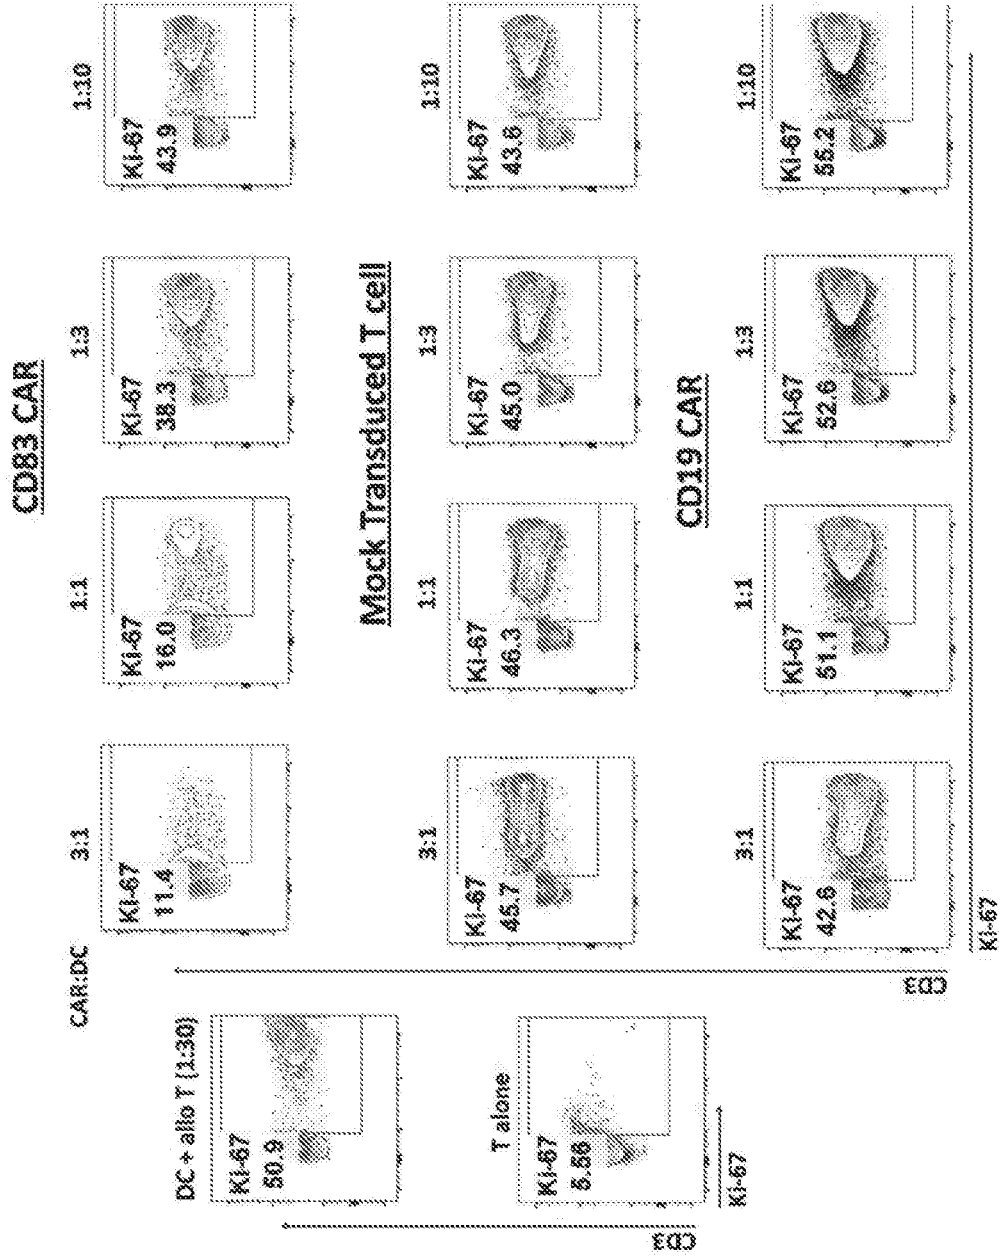 CD83 CAR
CAR:DC
3:1
1:1
1:3
1:10
Ki-67
11.4
Ki-67
16.0
Ki-67
38.3
Ki-67
43.9
DC + allo T (1:30)
Ki-67
50.9
Mock Transduced T cell
3:1
1:1
1:3
1:10
Ki-67
45.7
Ki-67
46.3
Ki-67
45.0
Ki-67
43.6
T alone
Ki-67
5.56
CD19 CAR
3:1
1:1
1:3
1:10
Ki-67
42.6
Ki-67
51.1
Ki-67
52.6
Ki-67
55.2
CD3
Ki-67
CD3
Ki-67